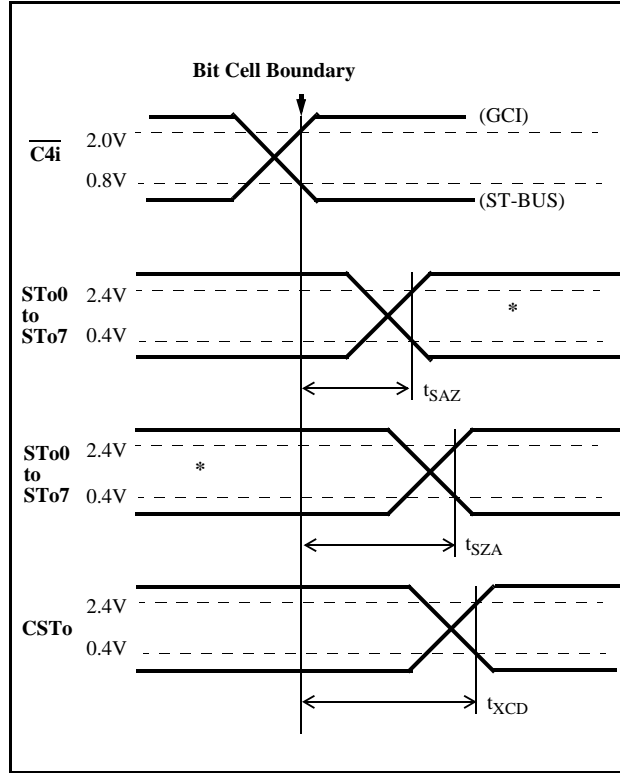 Bit Cell Boundary
(GCI)
C4i
2.0V
0.8V
(ST-BUS)
STo0
to
STo7
2.4V
0.4V
*
tSAZ
STo0
to
STo7
2.4V
0.4V
*
tSZA
CSTo
2.4V
0.4V
tXCD